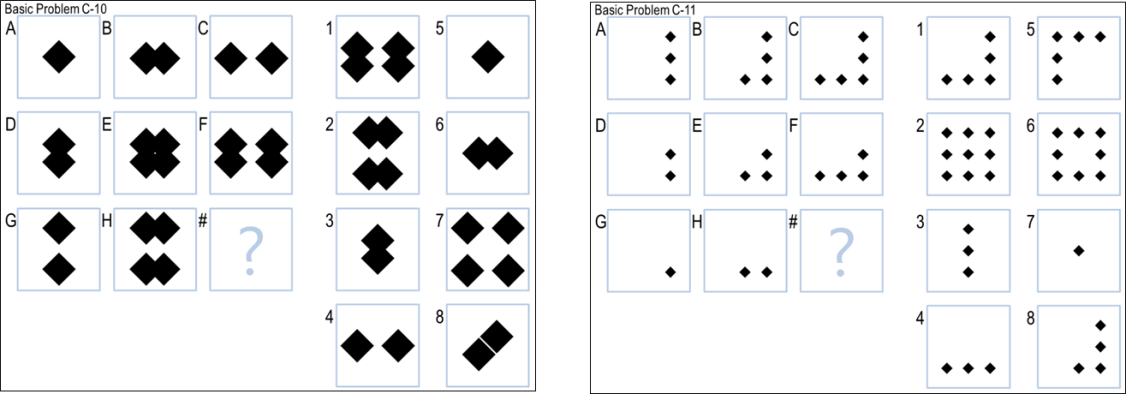 Basic Problem C-10
A B C 1 5
D E F 2 6
G H # ? 3 7
4 8
Basic Problem C-11
A B C 1 5
D E F 2 6
G H # ? 3 7
4 8